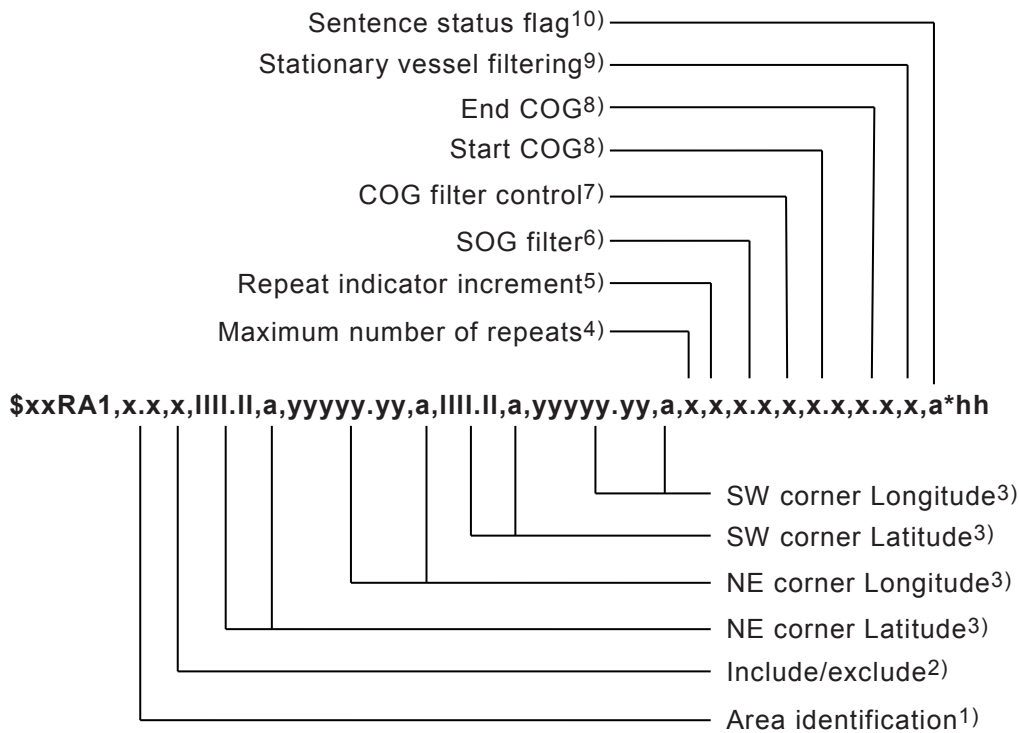 Sentence status flag10)
Stationary vessel filtering9)
End COG8)
Start COG8)
COG filter control7)
SOG filter6)
Repeat indicator increment5)
Maximum number of repeats4)
$xxRA1,x.x,x,llll.ll,a,yyyyy.yy,a,llll.ll,a,yyyyy.yy,a,x,x,x.x,x,x.x,x.x,x,a*hh
SW corner Longitude3)
SW corner Latitude3)
NE corner Longitude3)
NE corner Latitude3)
Include/exclude2)
Area identification1)